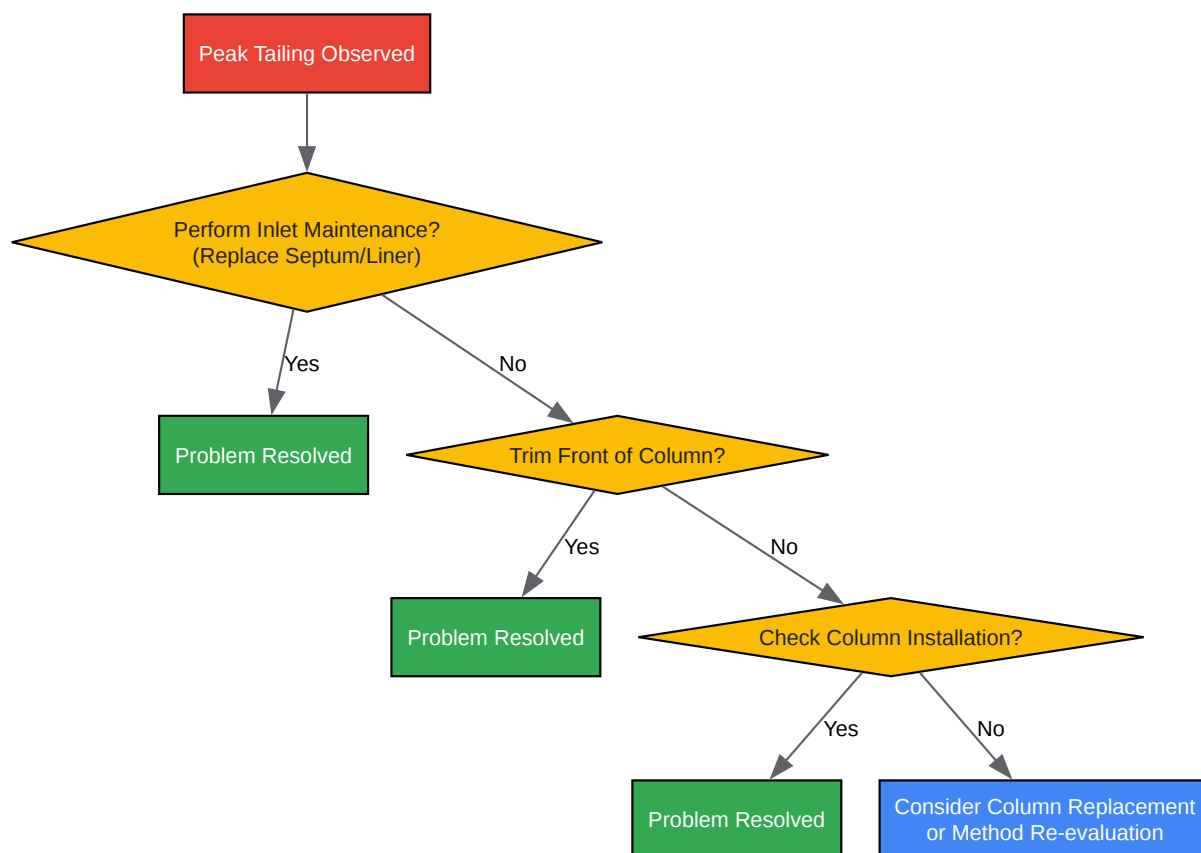 Peak Tailing Observed
Perform Inlet Maintenance?
(Replace Septum/Liner)
Yes
No
Problem Resolved
Trim Front of Column?
Yes
No
Problem Resolved
Check Column Installation?
Yes
No
Problem Resolved
Consider Column Replacement
or Method Re-evaluation